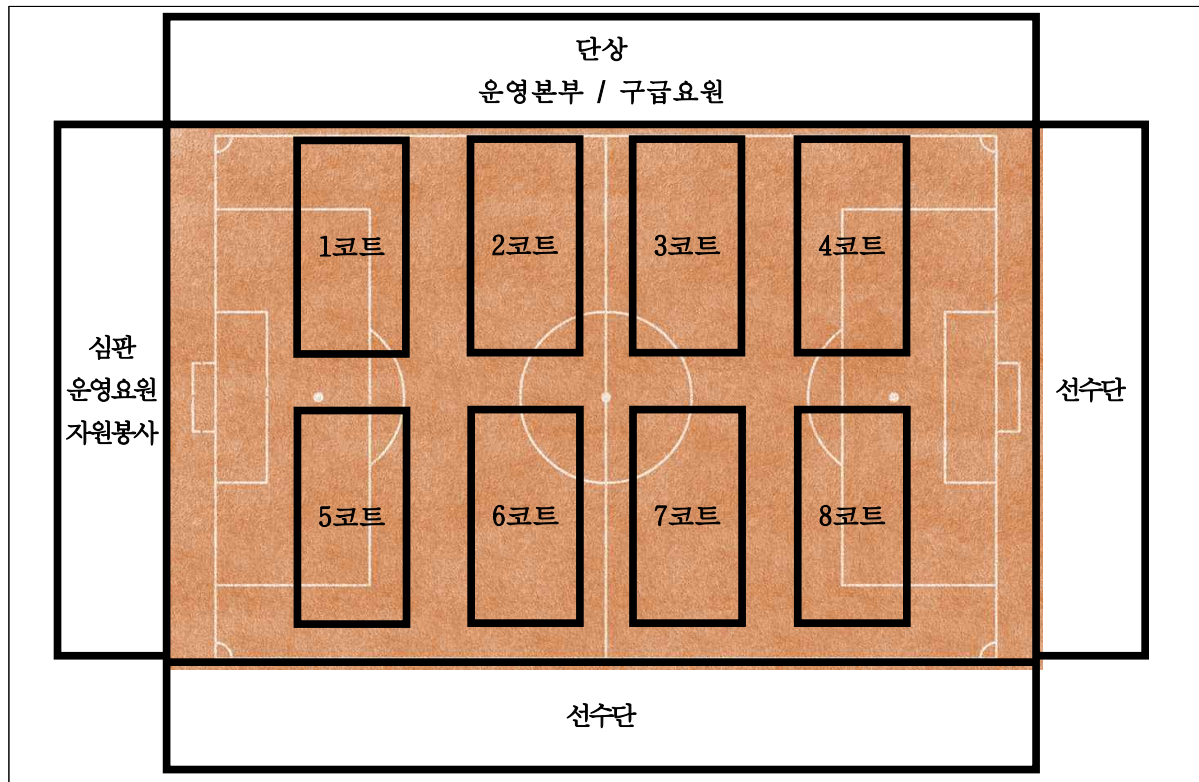 단상
운영본부 / 구급요원
1코트
2코트
3코트
4코트
심판
운영요원
자원봉사
선수단
5코트
6코트
7코트
8코트
선수단